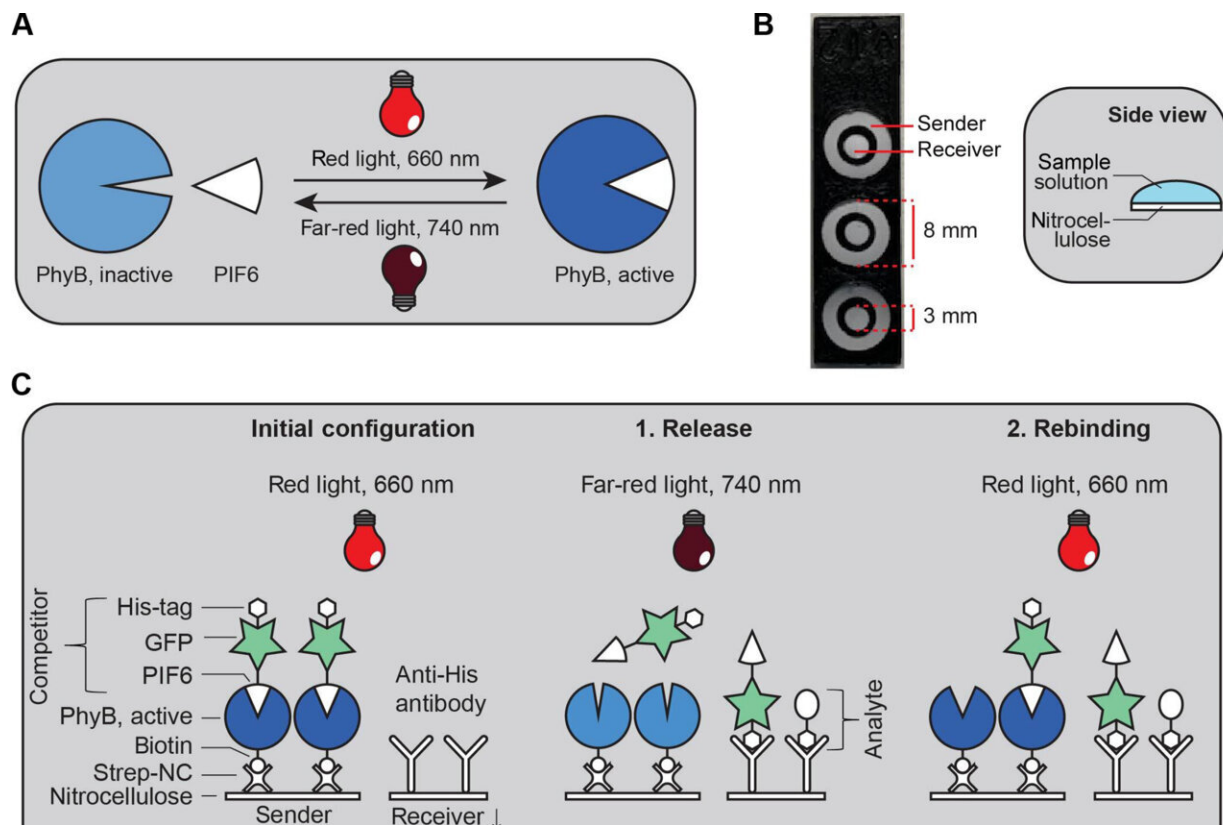 A
Red light, 660 nm
Far-red light, 740 nm
PhyB, inactive
PIF6
PhyB, active
B
Sender
Receiver
8 mm
3 mm
Side view
Sample
solution
Nitrocel-
lulose
C
Initial configuration
Red light, 660 nm
Competitor
His-tag
GFP
PIF6
PhyB, active
Biotin
Strep-NC
Nitrocellulose
Anti-His
antibody
Sender
Receiver
1. Release
Far-red light, 740 nm
Analyte
2. Rebinding
Red light, 660 nm